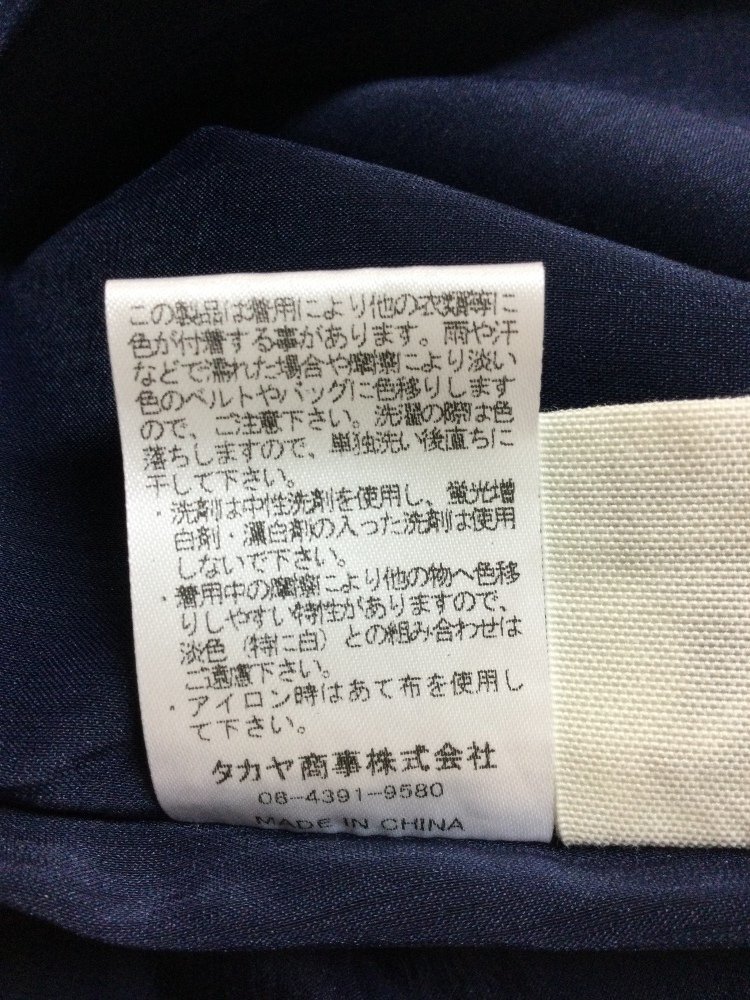 この製品は着用により他の衣類等に
色が付着する事があります。雨や汗
などで濡れた場合や摩擦により淡い
色のベルトやバッグに色移りします
ので、ご注意下さい。洗濯の際は色
落ちしますので、単独洗い後直ちに
干して下さい。
・洗剤は中性洗剤を使用し、蛍光増
白剤・漂白剤の入った洗剤は使用
しないで下さい。
・着用中の摩擦により他の物へ色移
りしやすい特性がありますので、
淡色（特に白）との組み合わせは
ご遠慮下さい。
・アイロン時はあて布を使用し
て下さい。
タカヤ商事株式会社
06-4391-9580
MADE IN CHINA